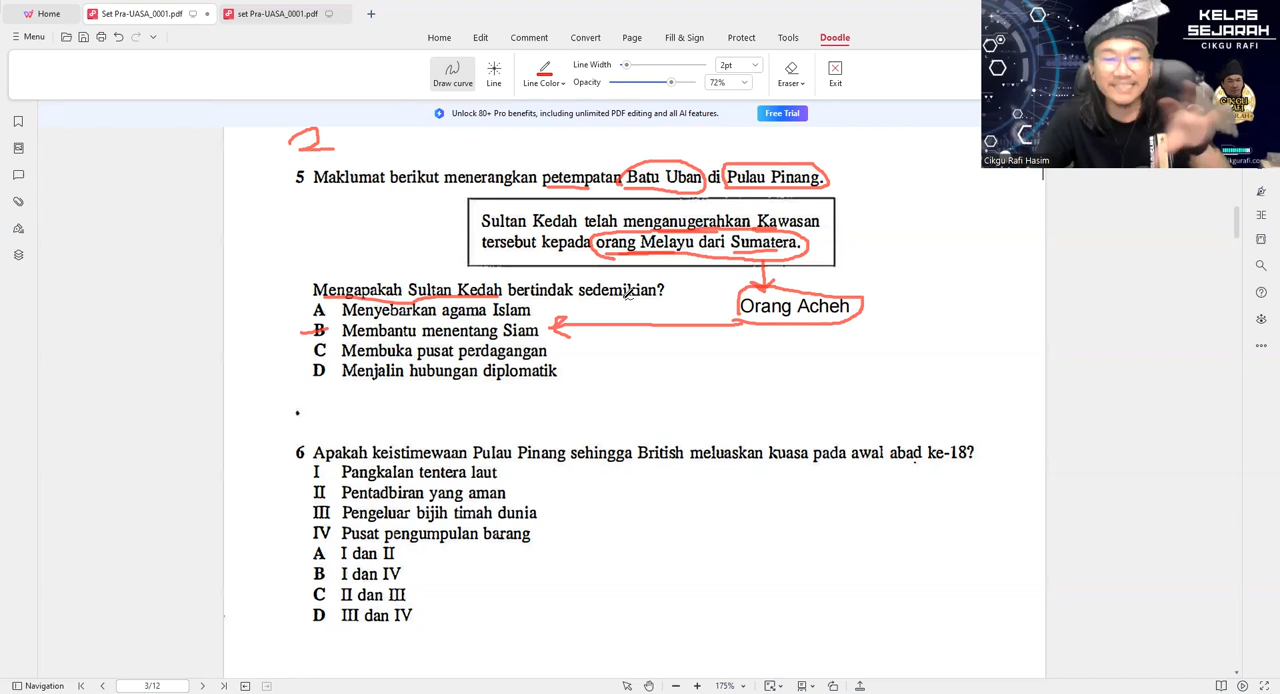 Home
Set Pra-UASA_0001.pdf
set Pra-UASA_0001.pdf
Menu
Home Edit Comment Convert Page Fill & Sign Protect Tools Doodle
Draw curve
Line
Line Color
Line Width
2pt
Opacity
72%
Eraser
Exit
Unlock 80+ Pro benefits, including unlimited PDF editing and all AI features.
Free Trial
KELAS
SEJARAH
CIKGU RAFI
Cikgu Rafi Hasim
2
5 Maklumat berikut menerangkan petempatan Batu Uban di Pulau Pinang.
Sultan Kedah telah menganugerahkan Kawasan
tersebut kepada orang Melayu dari Sumatera.
Mengapakah Sultan Kedah bertindak sedemikian?
A Menyebarkan agama Islam
B Membantu menentang Siam
C Membuka pusat perdagangan
D Menjalin hubungan diplomatik
Orang Acheh
6 Apakah keistimewaan Pulau Pinang sehingga British meluaskan kuasa pada awal abad ke-18?
I Pangkalan tentera laut
II Pentadbiran yang aman
III Pengeluar bijih timah dunia
IV Pusat pengumpulan barang
A I dan II
B I dan IV
C II dan III
D III dan IV
Navigation
3/12
175%